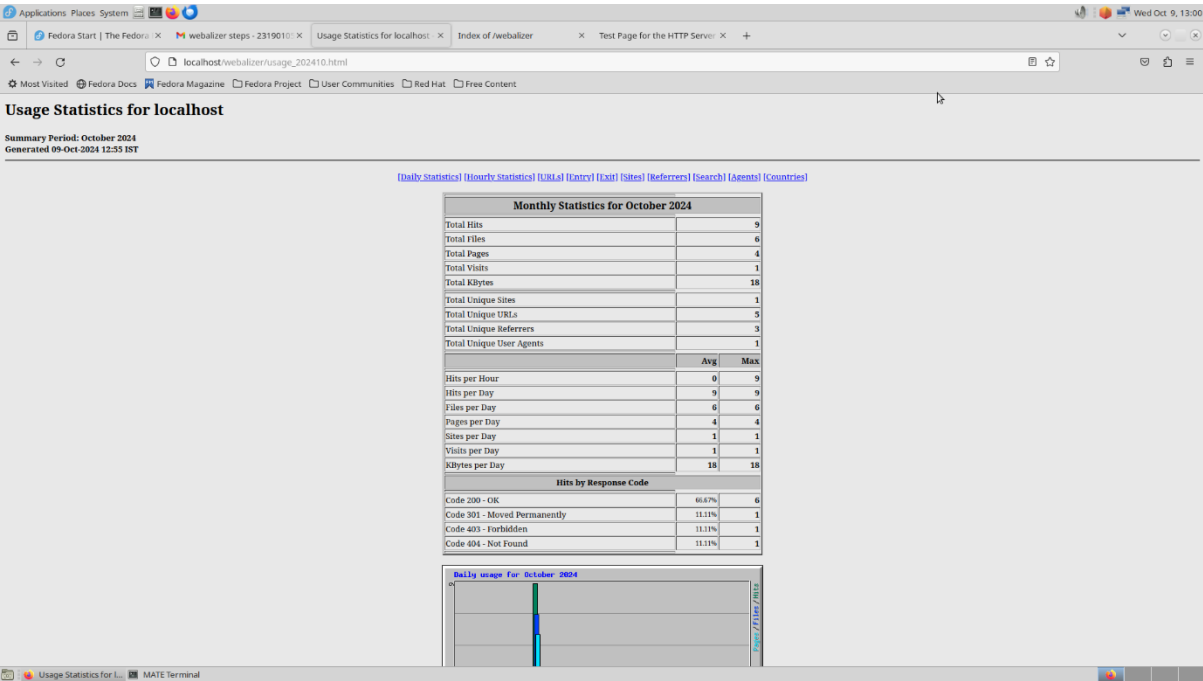 Applications Places System
Wed Oct 9, 13:00
Fedora Start | The Fedora
webalizer steps - 2319010
Usage Statistics for localhost
Index of /webalizer
Test Page for the HTTP Server
localhost/webalizer/usage_202410.html
Most Visited Fedora Docs Fedora Magazine Fedora Project User Communities Red Hat Free Content
Usage Statistics for localhost
Summary Period: October 2024
Generated 09-Oct-2024 12:55 IST
[Daily Statistics] [Hourly Statistics] [URLs] [Entry] [Exit] [Sites] [Referrers] [Search] [Agents] [Countries]
Monthly Statistics for October 2024
Total Hits 9
Total Files 6
Total Pages 4
Total Visits 1
Total KBytes 18
Total Unique Sites 1
Total Unique URLs 5
Total Unique Referrers 3
Total Unique User Agents 1
Avg Max
Hits per Hour 0 9
Hits per Day 9 9
Files per Day 6 6
Pages per Day 4 4
Sites per Day 1 1
Visits per Day 1 1
KBytes per Day 18 18
Hits by Response Code
Code 200 - OK 66.67% 6
Code 301 - Moved Permanently 11.11% 1
Code 403 - Forbidden 11.11% 1
Code 404 - Not Found 11.11% 1
Daily usage for October 2024
9
Pages/Files/Hits
Usage Statistics for l...
MATE Terminal